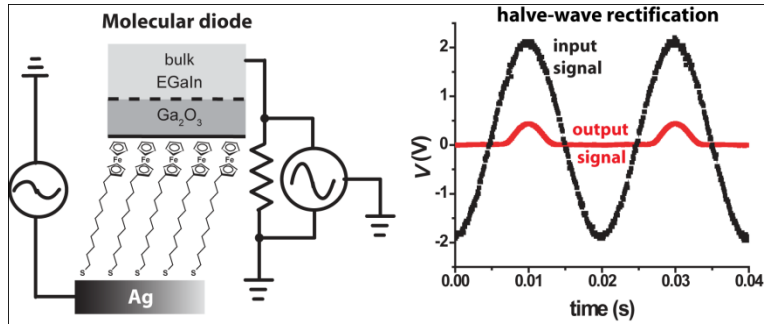 Molecular diode
bulk
EGaIn
Ga₂O₃
Fe Fe Fe Fe Fe
S S S S S
Ag
halve-wave rectification
input
signal
output
signal
V (V)
2
1
0
-1
-2
0.00 0.01 0.02 0.03 0.04
time (s)